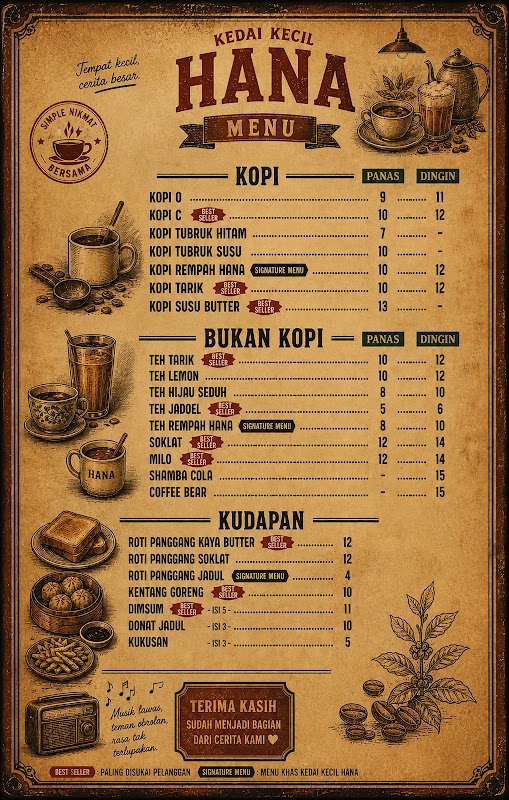 Tempat kecil,
cerita besar.
KEDAI KECIL
HANA
MENU
SIMPLE NIKMAT
BERSAMA
KOPI PANAS DINGIN
KOPI O 9 11
KOPI C BEST SELLER 10 12
KOPI TUBRUK HITAM 7 -
KOPI TUBRUK SUSU 10 -
KOPI REMPAH HANA SIGNATURE MENU 10 12
KOPI TARIK BEST SELLER 10 12
KOPI SUSU BUTTER BEST SELLER 13 -
BUKAN KOPI PANAS DINGIN
TEH TARIK BEST SELLER 10 12
TEH LEMON 10 12
TEH HIJAU SEDUH 8 10
TEH JADOEL BEST SELLER 5 6
TEH REMPAH HANA SIGNATURE MENU 8 10
SOKLAT BEST SELLER 12 14
MILO BEST SELLER 12 14
SHAMBA COLA - 15
COFFEE BEAR - 15
HANA
KUDAPAN
ROTI PANGGANG KAYA BUTTER BEST SELLER 12
ROTI PANGGANG SOKLAT 12
ROTI PANGGANG JADUL SIGNATURE MENU 4
KENTANG GORENG BEST SELLER 10
DIMSUM BEST SELLER - ISI 5 - 11
DONAT JADUL - ISI 3 - 10
KUKUSAN - ISI 3 - 5
Musik lawas,
teman obrolan,
rasa tak
terlupakan.
TERIMA KASIH
SUDAH MENJADI BAGIAN
DARI CERITA KAMI ♥
BEST SELLER : PALING DISUKAI PELANGGAN SIGNATURE MENU : MENU KHAS KEDAI KECIL HANA